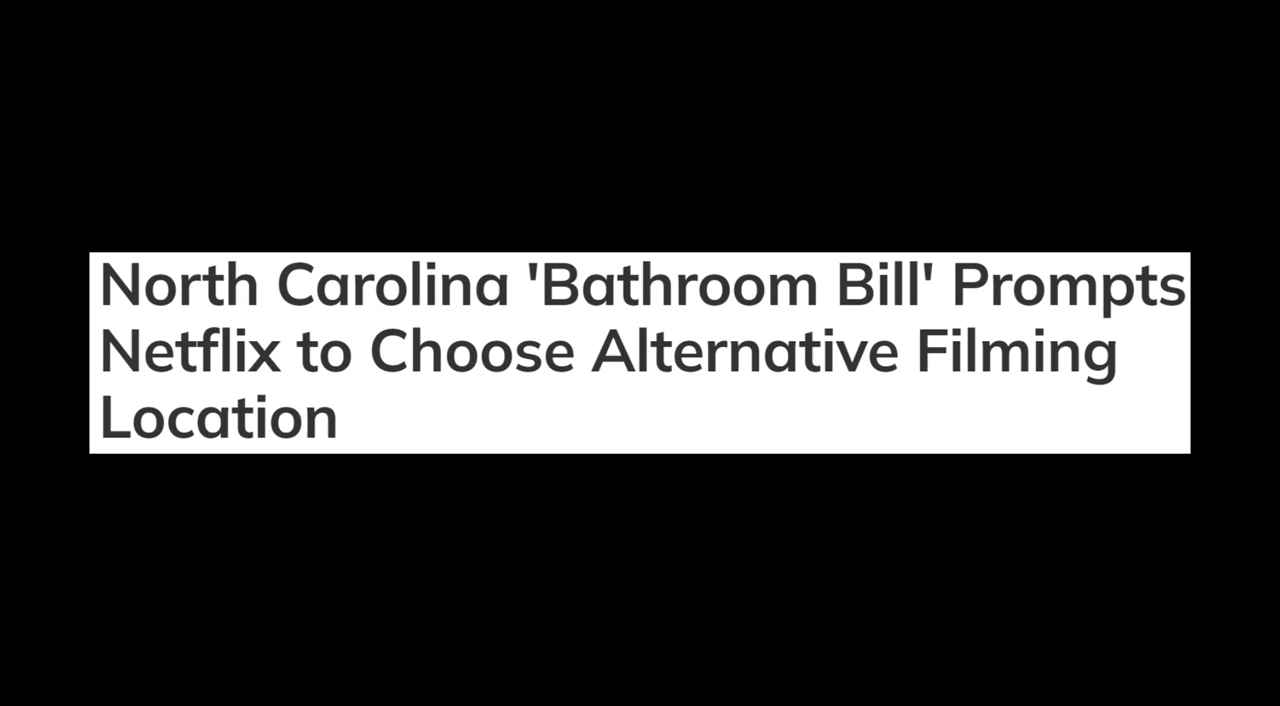 North Carolina 'Bathroom Bill' Prompts
Netflix to Choose Alternative Filming
Location